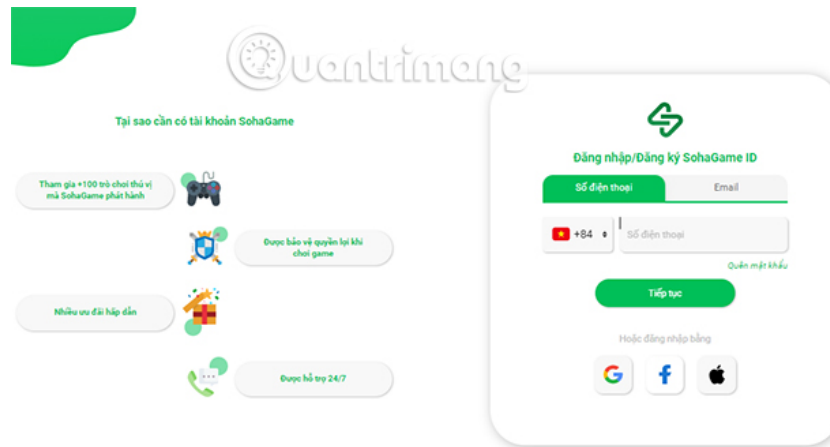 Quantrimang
Tại sao cần có tài khoản SohaGame
Tham gia +100 trò chơi thú vị
mà SohaGame phát hành
Được bảo vệ quyền lợi khi
chơi game
Nhiều ưu đãi hấp dẫn
Được hỗ trợ 24/7
Đăng nhập/Đăng ký SohaGame ID
Số điện thoại
Email
+84
Số điện thoại
Quên mật khẩu
Tiếp tục
Hoặc đăng nhập bằng